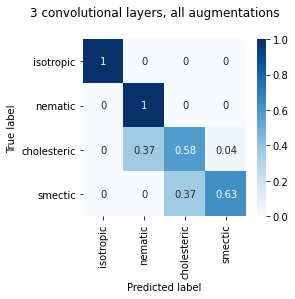 3 convolutional layers, all augmentations
True label
isotropic 1 0 0 0
nematic 0 1 0 0
cholesteric 0 0.37 0.58 0.04
smectic 0 0 0.37 0.63
isotropic nematic cholesteric smectic
Predicted label
1.0
0.8
0.6
0.4
0.2
0.0